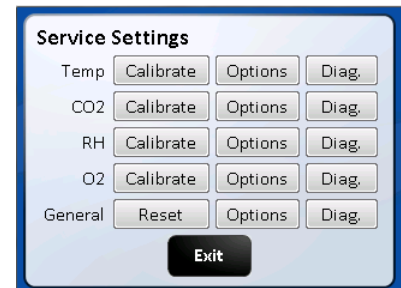 Service Settings
Temp Calibrate Options Diag.
CO2 Calibrate Options Diag.
RH Calibrate Options Diag.
O2 Calibrate Options Diag.
General Reset Options Diag.
Exit